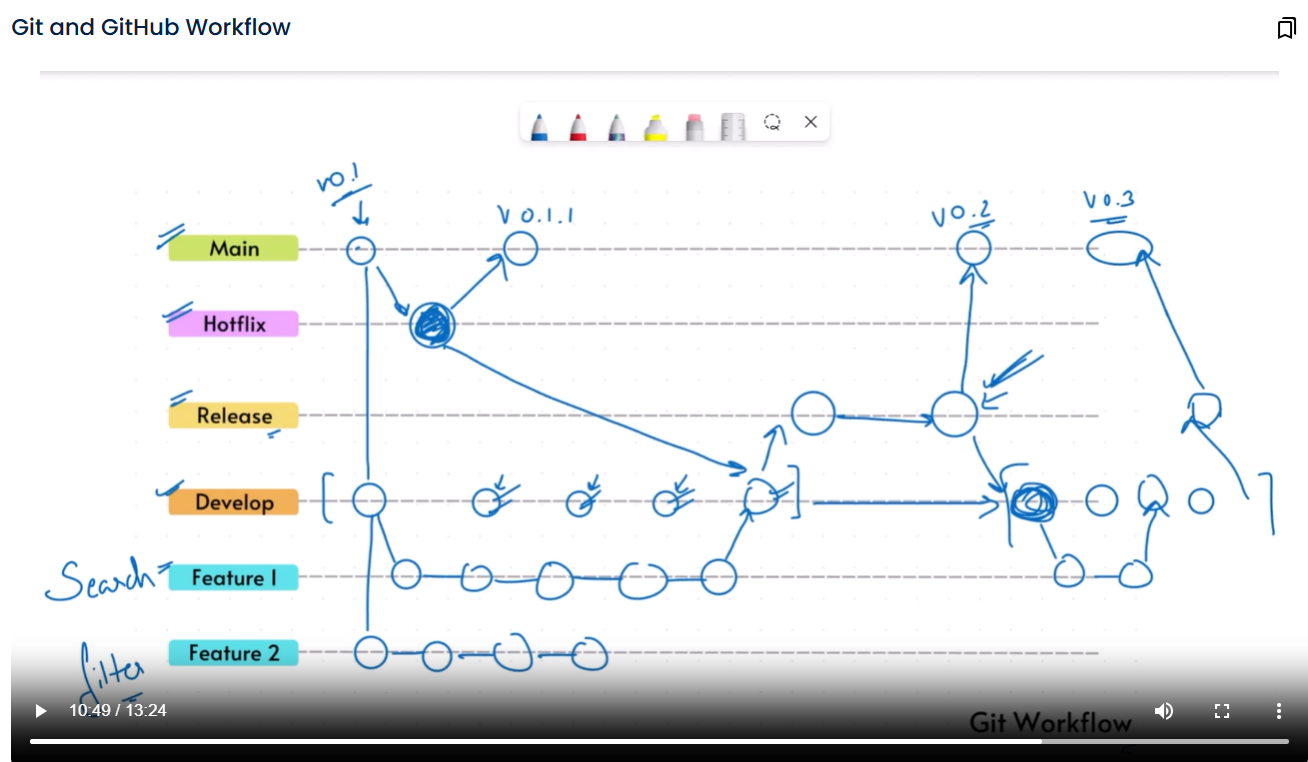 Git and GitHub Workflow
v0.1
V 0.1.1
V0.2
V0.3
Main
Hotflix
Release
Develop
Search
Feature 1
filter
Feature 2
10:49 / 13:24
Git Workflow